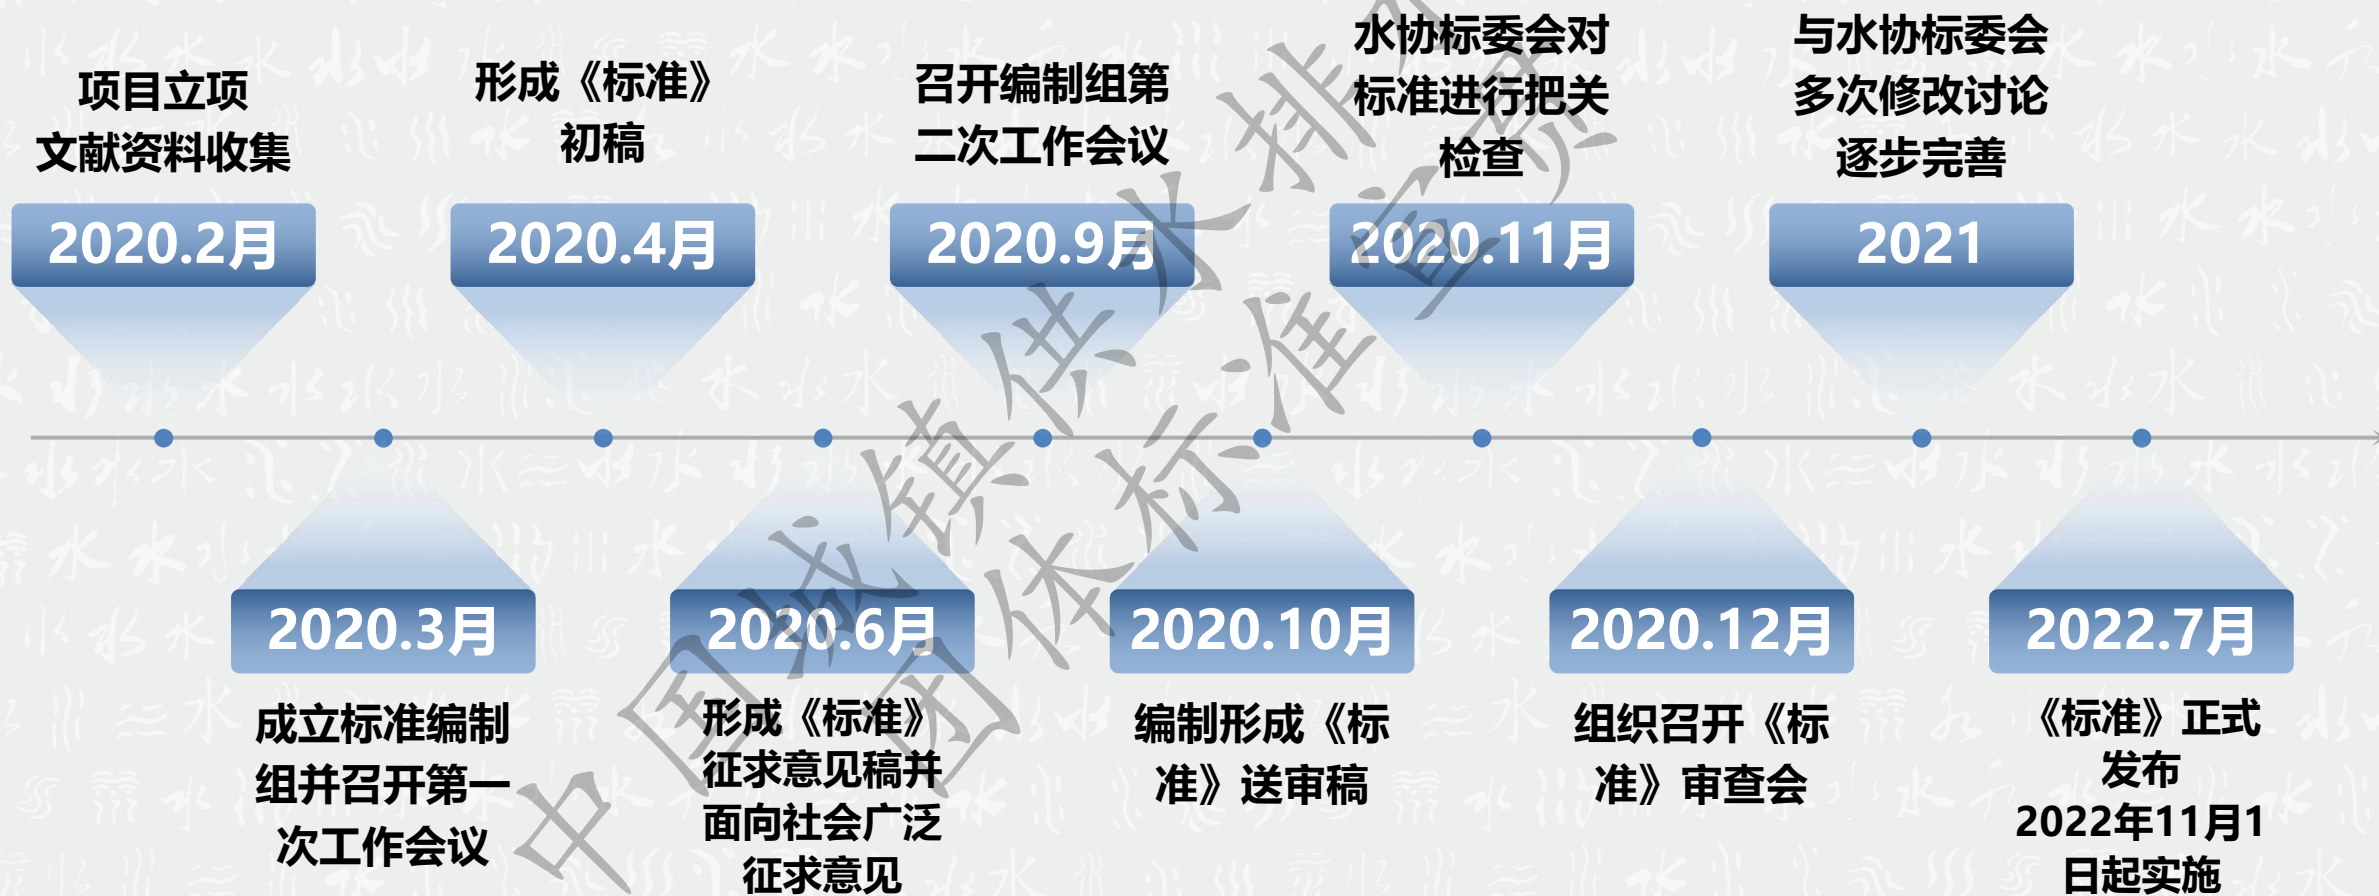 项目立项
文献资料收集
2020.2月
成立标准编制
组并召开第一
次工作会议
2020.3月
形成《标准》
初稿
2020.4月
2020.6月
形成《标准》
征求意见稿并
面向社会广泛
征求意见
召开编制组第
二次工作会议
2020.9月
2020.10月
编制形成《标
准》送审稿
水协标委会对
标准进行把关
检查
2020.11月
2020.12月
组织召开《标
准》审查会
与水协标委会
多次修改讨论
逐步完善
2021
2022.7月
《标准》正式
发布
2022年11月1
日起实施
中国城镇供水排
团体标准宣贯